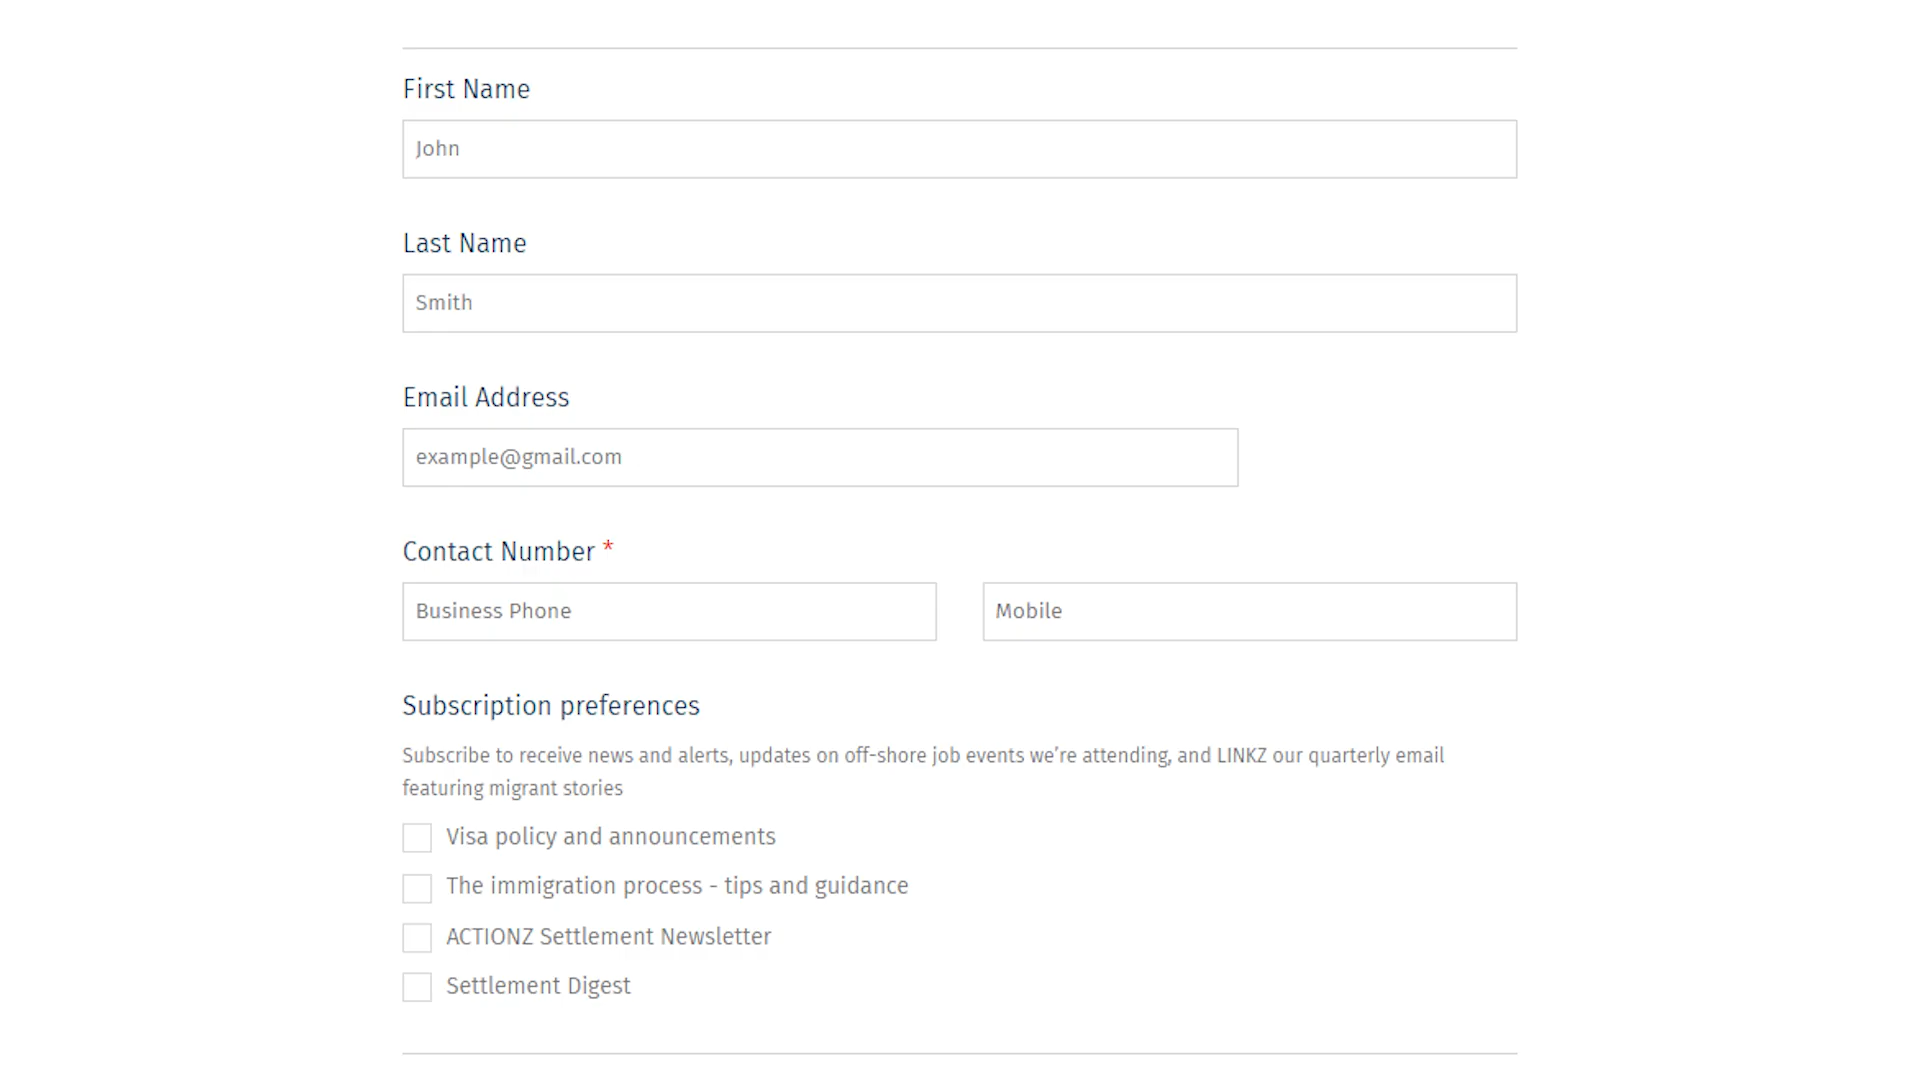 First Name
John
Last Name
Smith
Email Address
example@gmail.com
Contact Number *
Business Phone
Mobile
Subscription preferences
Subscribe to receive news and alerts, updates on off-shore job events we’re attending, and LINKZ our quarterly email
featuring migrant stories
Visa policy and announcements
The immigration process - tips and guidance
ACTIONZ Settlement Newsletter
Settlement Digest